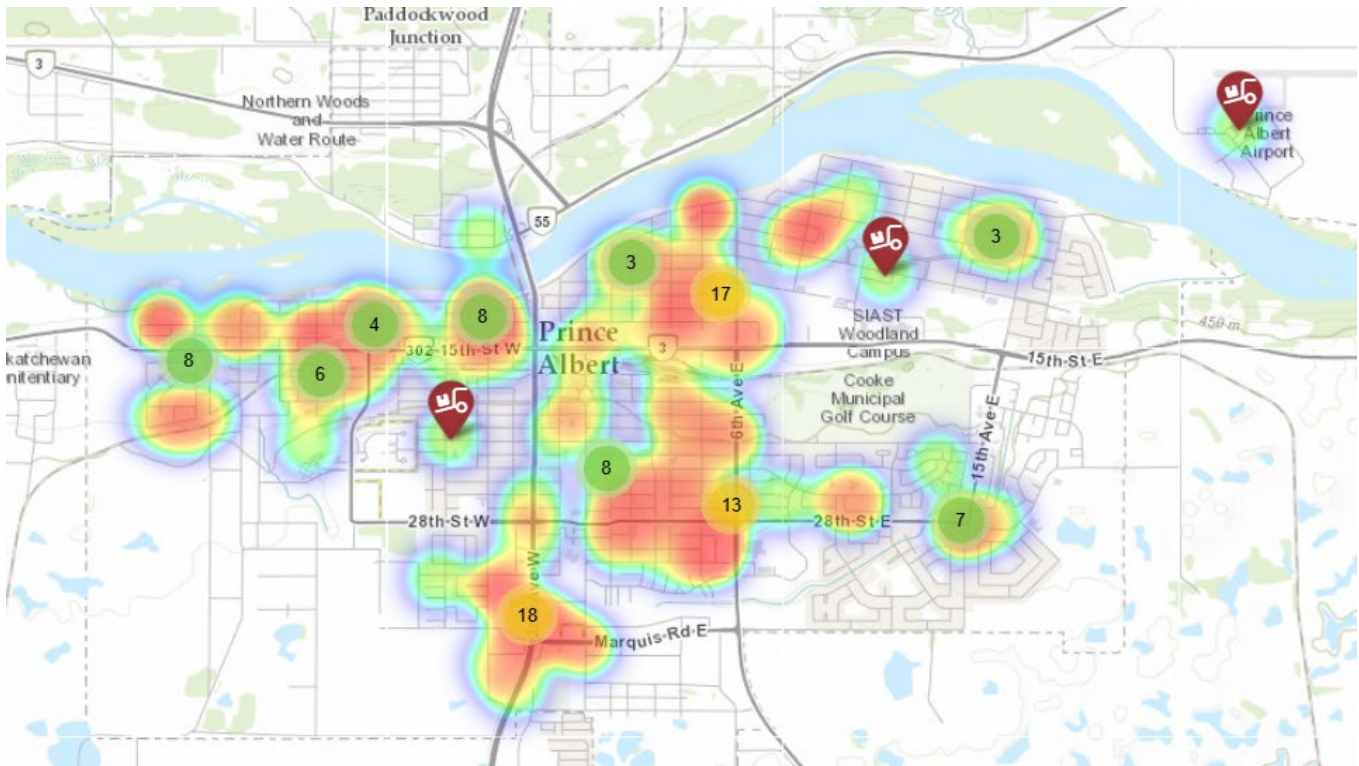 Paddockwood
Junction
3
Northern Woods
and
Water Route
Prince
Albert
Airport
55
3
3
17
4
8
Prince
Albert
302-15th-St W
3
SIAST
Woodland
Campus
450 m
15th-St-E
8
6
katchewan
nitentiary
Cooke
Municipal
Golf Course
6th-Ave-E
15th-Ave-E
8
13
28th-St-W
28th-St-E
7
Ave-W
18
Marquis-Rd-E